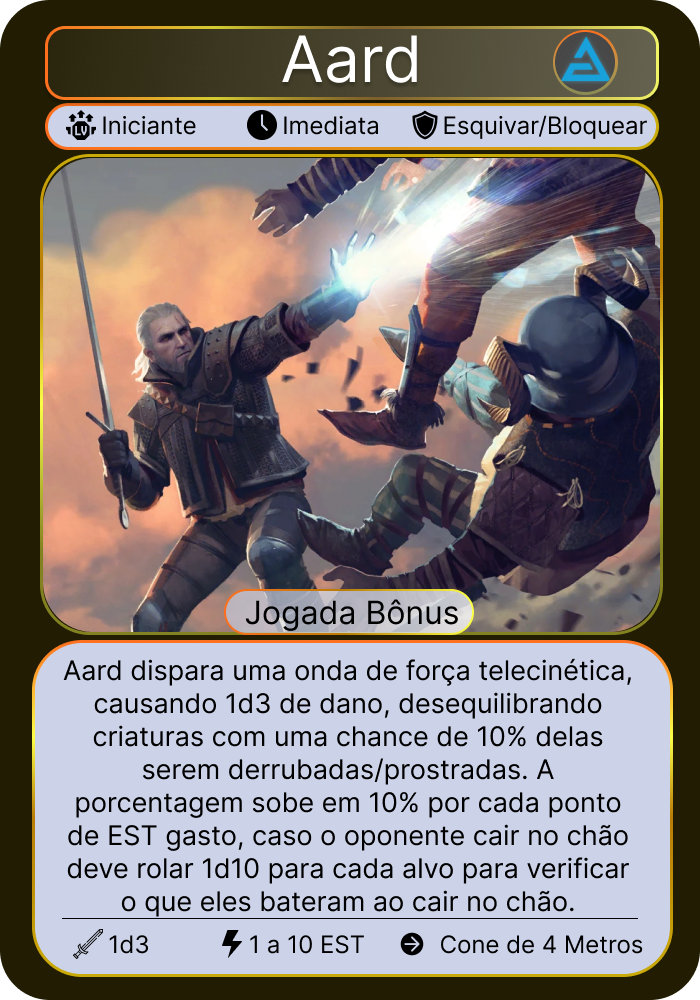 Aard
LV Iniciante Imediata Esquivar/Bloquear
Jogada Bônus
Aard dispara uma onda de força telecinética,
causando 1d3 de dano, desequilibrando
criaturas com uma chance de 10% delas
serem derrubadas/prostradas. A
porcentagem sobe em 10% por cada ponto
de EST gasto, caso o oponente cair no chão
deve rolar 1d10 para cada alvo para verificar
o que eles bateram ao cair no chão.
1d3 1 a 10 EST Cone de 4 Metros